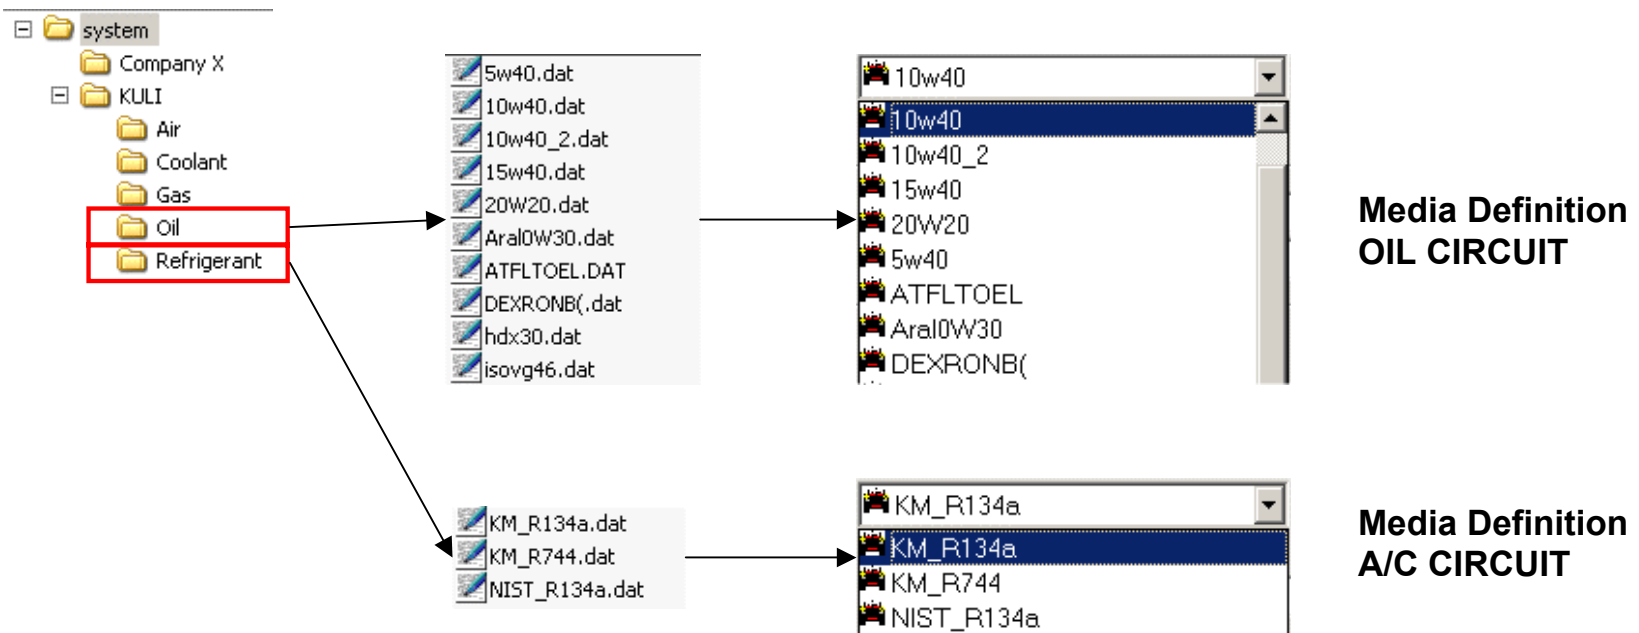 system
Company X
KULI
Air
Coolant
Gas
Oil
Refrigerant
5w40.dat
10w40.dat
10w40_2.dat
15w40.dat
20W20.dat
Aral0W30.dat
ATFLTOEL.DAT
DEXRONB(.dat
hdx30.dat
isovg46.dat
10w40
10w40
10w40_2
15w40
20W20
5w40
ATFLTOEL
Aral0W30
DEXRONB(
Media Definition
OIL CIRCUIT
KM_R134a.dat
KM_R744.dat
NIST_R134a.dat
KM_R134a
KM_R134a
KM_R744
NIST_R134a
Media Definition
A/C CIRCUIT